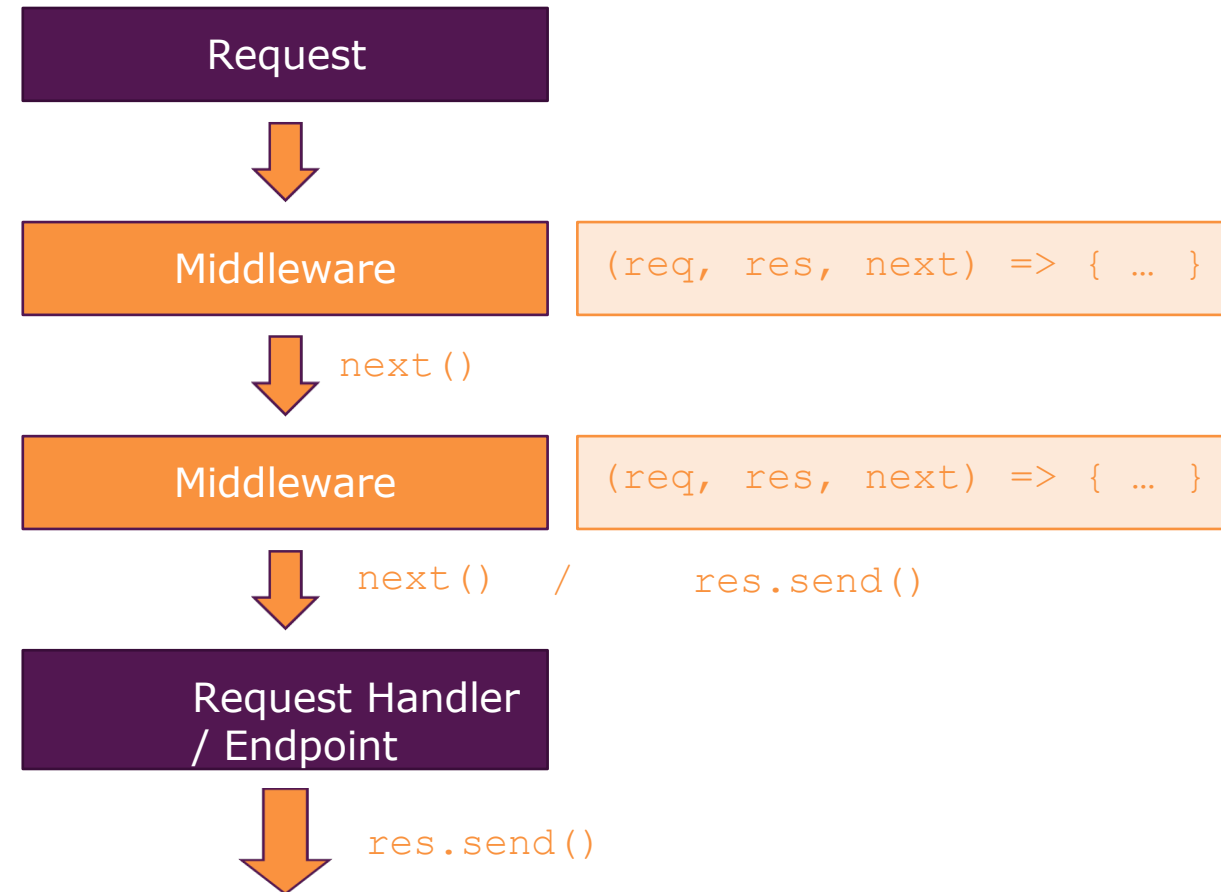 Request
Middleware
(req, res, next) => { … }
next()
Middleware
(req, res, next) => { … }
next() / res.send()
Request Handler
/ Endpoint
res.send()